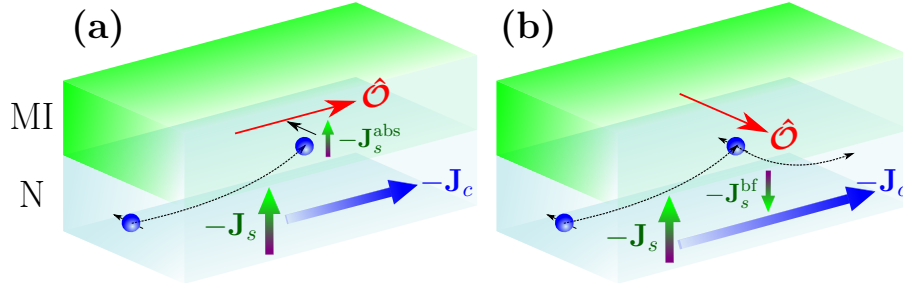 (a)
(b)
MI
N
𝒪̂
−J_s^abs
−J_c
−J_s
𝒪̂
−J_s^bf
−J_c
−J_s